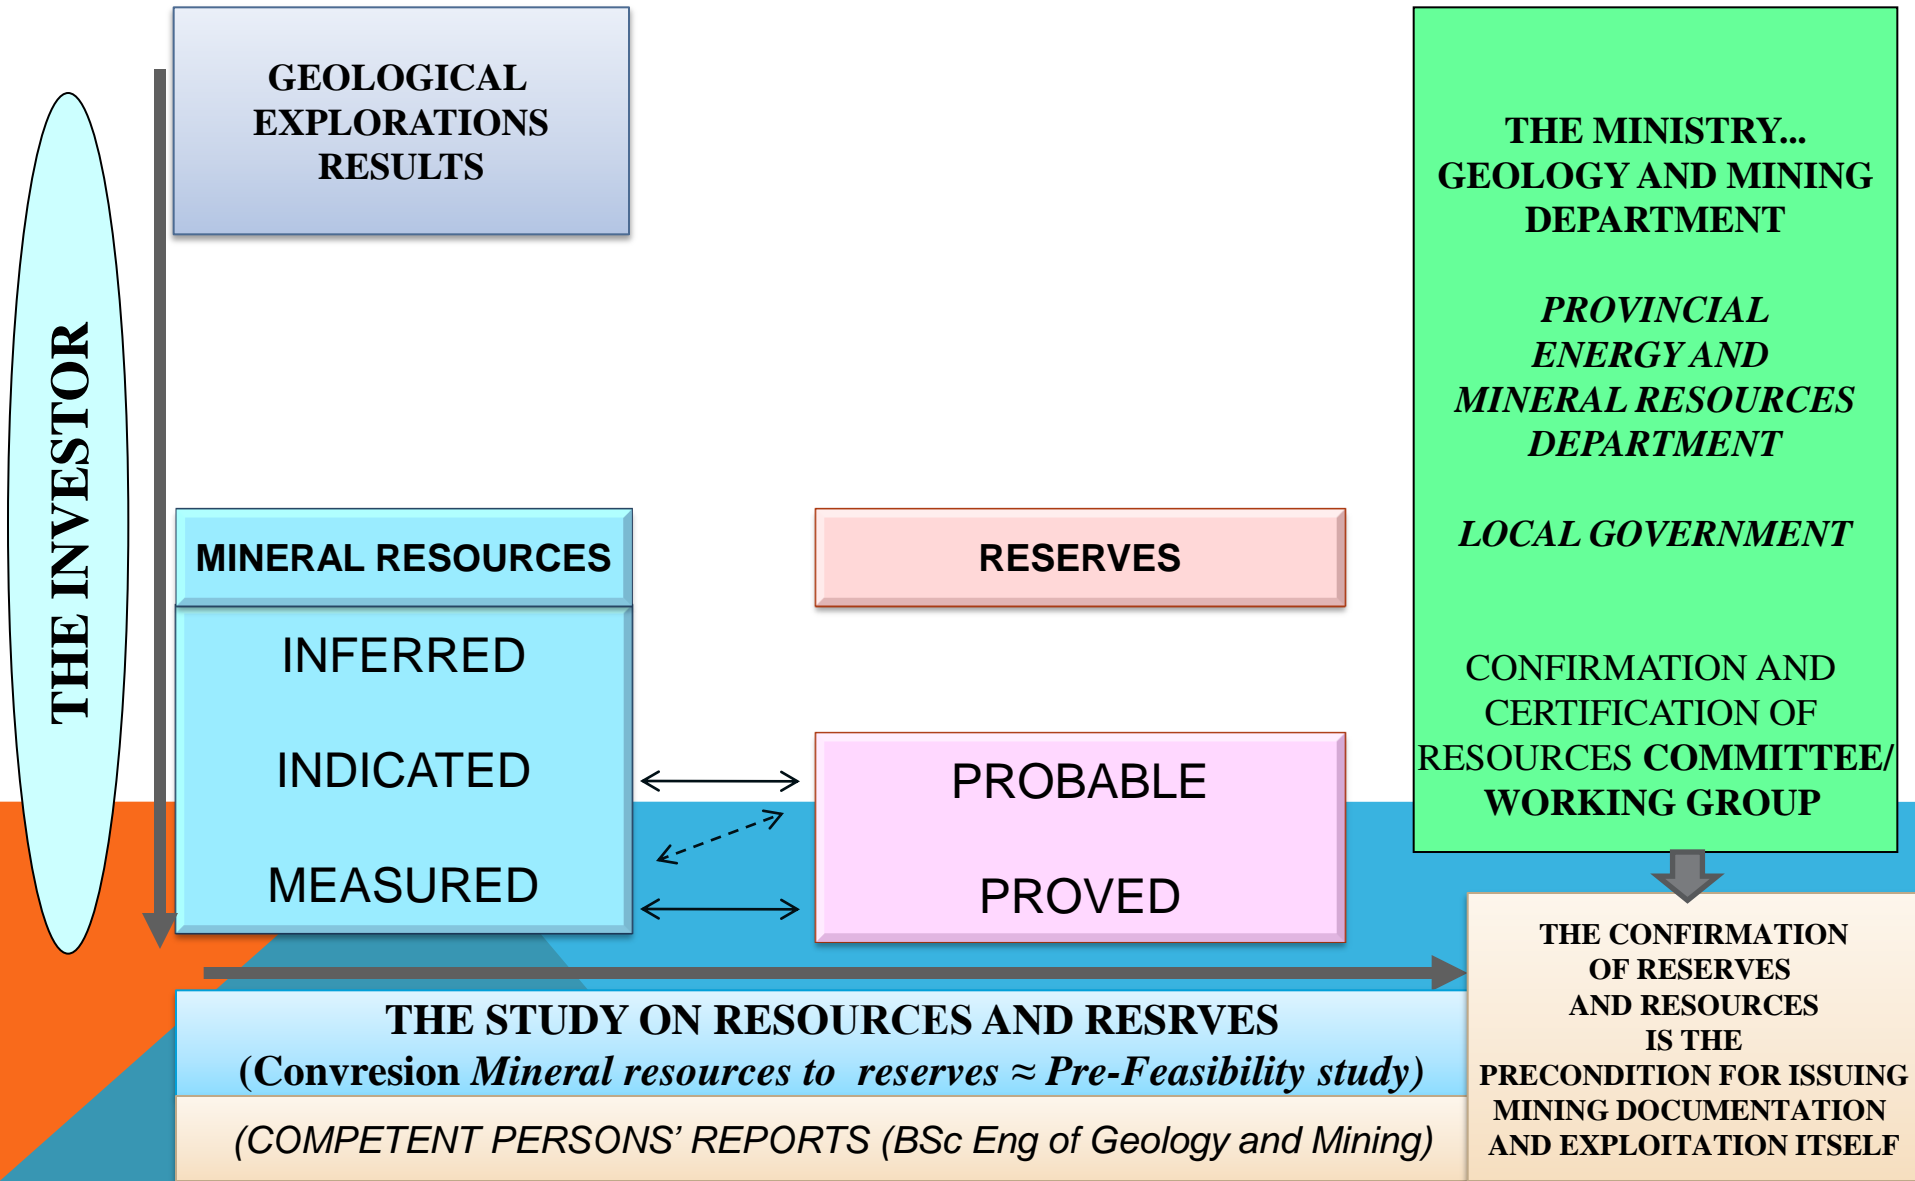 GEOLOGICAL
EXPLORATIONS
RESULTS
THE INVESTOR
MINERAL RESOURCES
INFERRED
INDICATED
MEASURED
RESERVES
PROBABLE
PROVED
THE MINISTRY...
GEOLOGY AND MINING
DEPARTMENT
PROVINCIAL
ENERGY AND
MINERAL RESOURCES
DEPARTMENT
LOCAL GOVERNMENT
CONFIRMATION AND
CERTIFICATION OF
RESOURCES COMMITTEE/
WORKING GROUP
THE STUDY ON RESOURCES AND RESRVES
(Convresion Mineral resources to reserves ≈ Pre-Feasibility study)
(COMPETENT PERSONS’ REPORTS (BSc Eng of Geology and Mining)
THE CONFIRMATION
OF RESERVES
AND RESOURCES
IS THE
PRECONDITION FOR ISSUING
MINING DOCUMENTATION
AND EXPLOITATION ITSELF